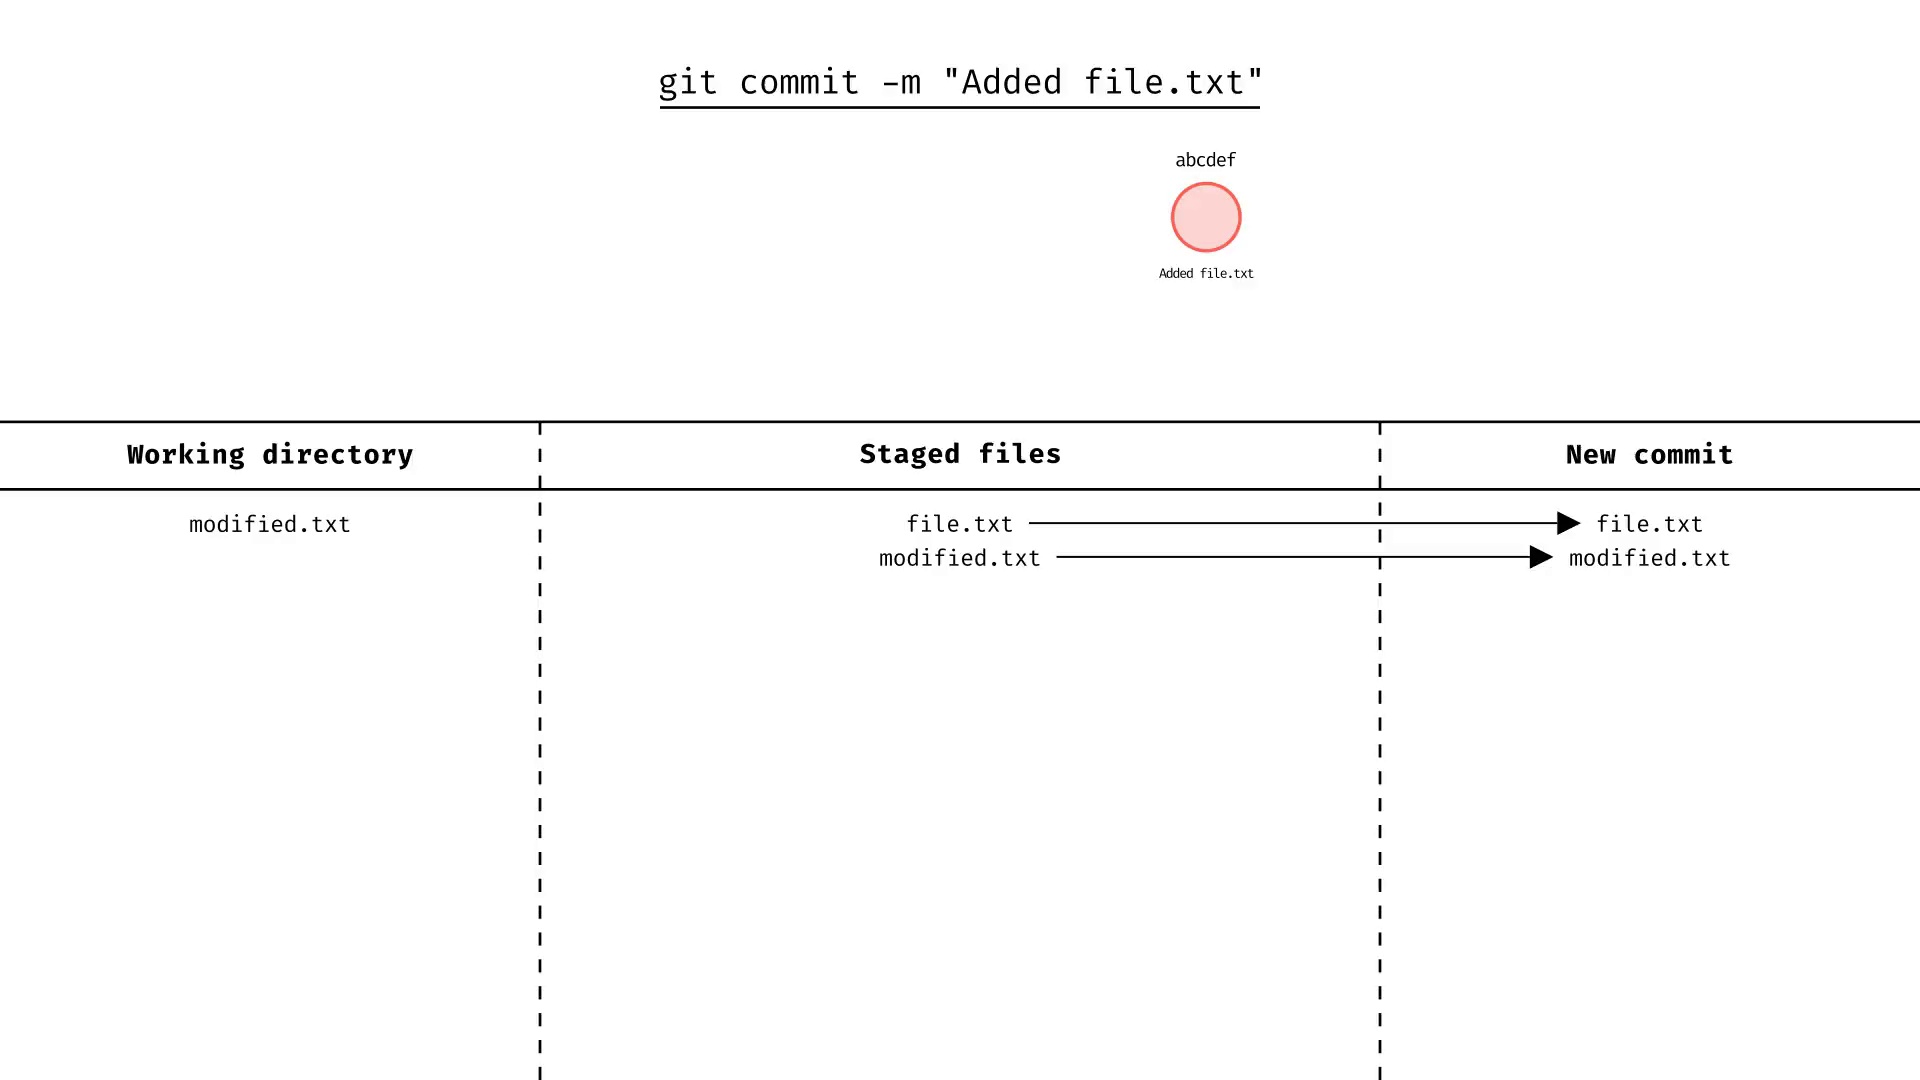 git commit -m "Added file.txt"
abcdef
Added file.txt
Working directory Staged files New commit
modified.txt file.txt file.txt
modified.txt modified.txt